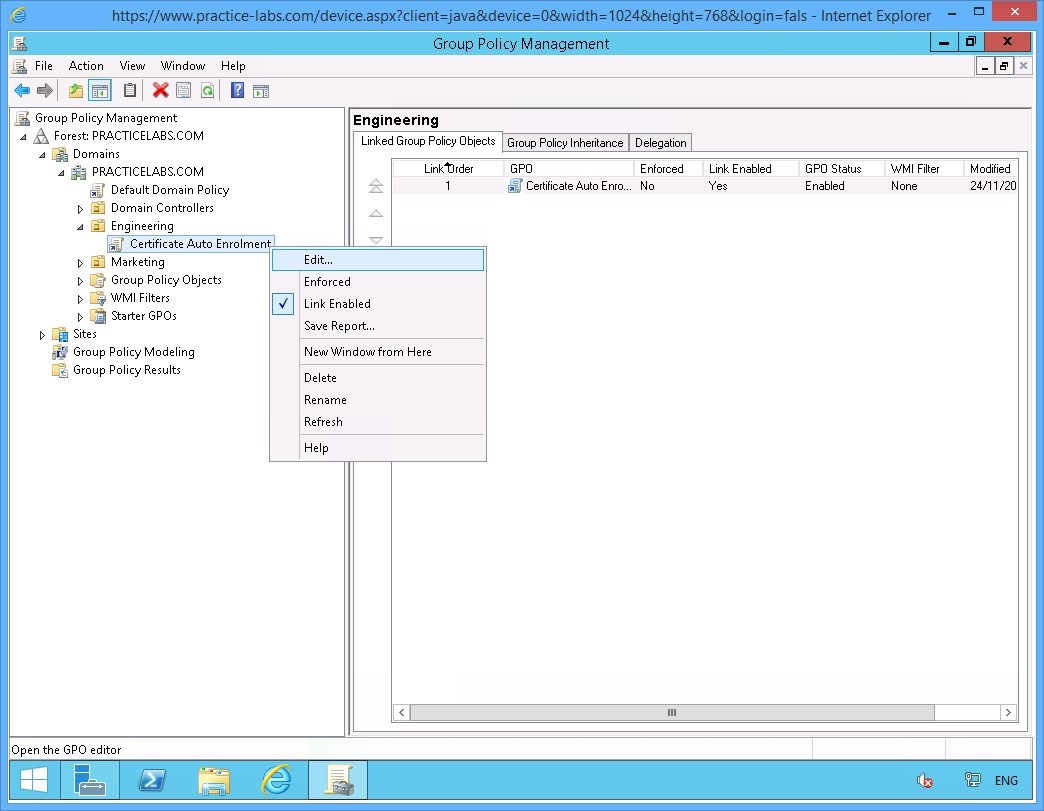 https://www.practice-labs.com/device.aspx?client=java&device=0&width=1024&height=768&login=fals - Internet Explorer
Group Policy Management
File Action View Window Help
Group Policy Management
Forest: PRACTICELABS.COM
Domains
PRACTICELABS.COM
Default Domain Policy
Domain Controllers
Engineering
Certificate Auto Enrolment
Marketing
Group Policy Objects
WMI Filters
Starter GPOs
Sites
Group Policy Modeling
Group Policy Results
Edit...
Enforced
Link Enabled
Save Report...
New Window from Here
Delete
Rename
Refresh
Help
Engineering
Linked Group Policy Objects Group Policy Inheritance Delegation
Link Order GPO Enforced Link Enabled GPO Status WMI Filter Modified
1 Certificate Auto Enro... No Yes Enabled None 24/11/20
Open the GPO editor
ENG